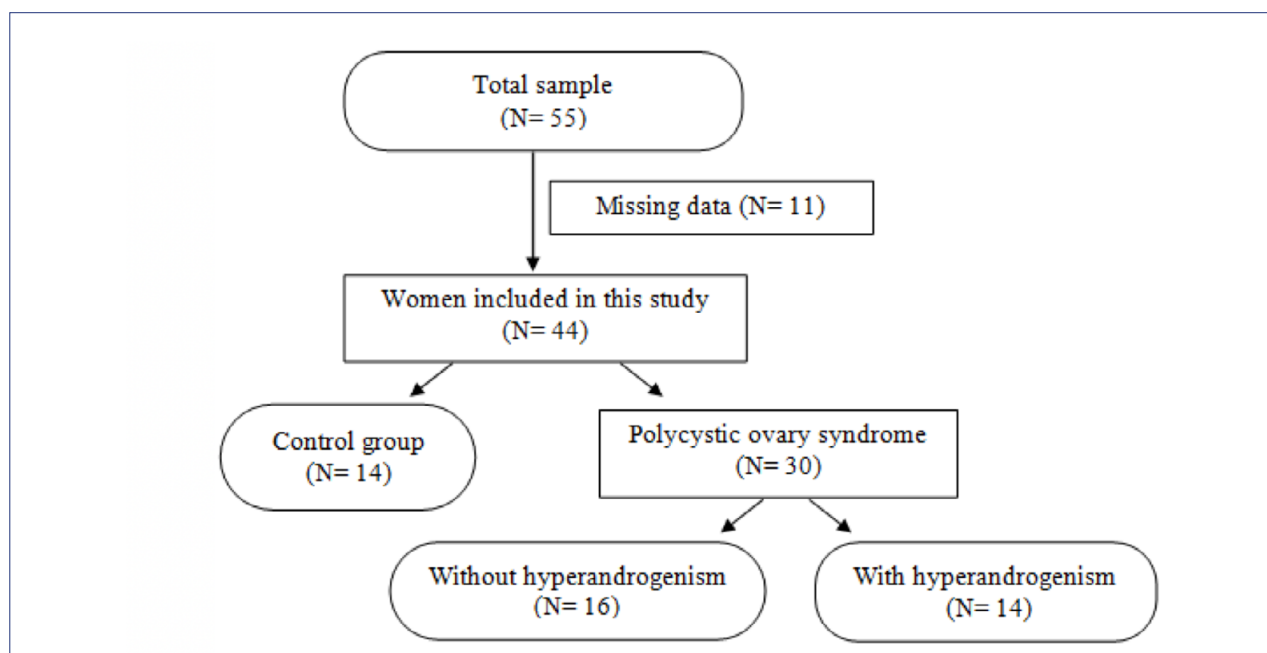 Total sample
(N= 55)
Missing data (N= 11)
Women included in this study
(N= 44)
Control group
(N= 14)
Polycystic ovary syndrome
(N= 30)
Without hyperandrogenism
(N= 16)
With hyperandrogenism
(N= 14)